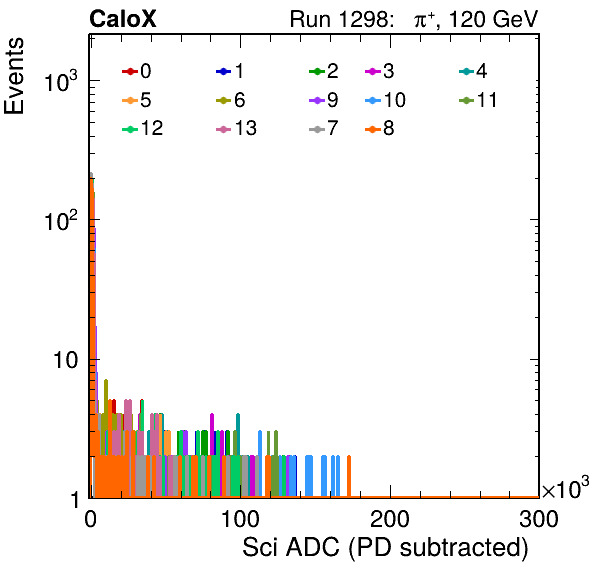 CaloX Run 1298: π⁺, 120 GeV
Events
0 1 2 3 4
5 6 9 10 11
12 13 7 8
10³
10²
10
1
0 100 200 300 ×10³
Sci ADC (PD subtracted)